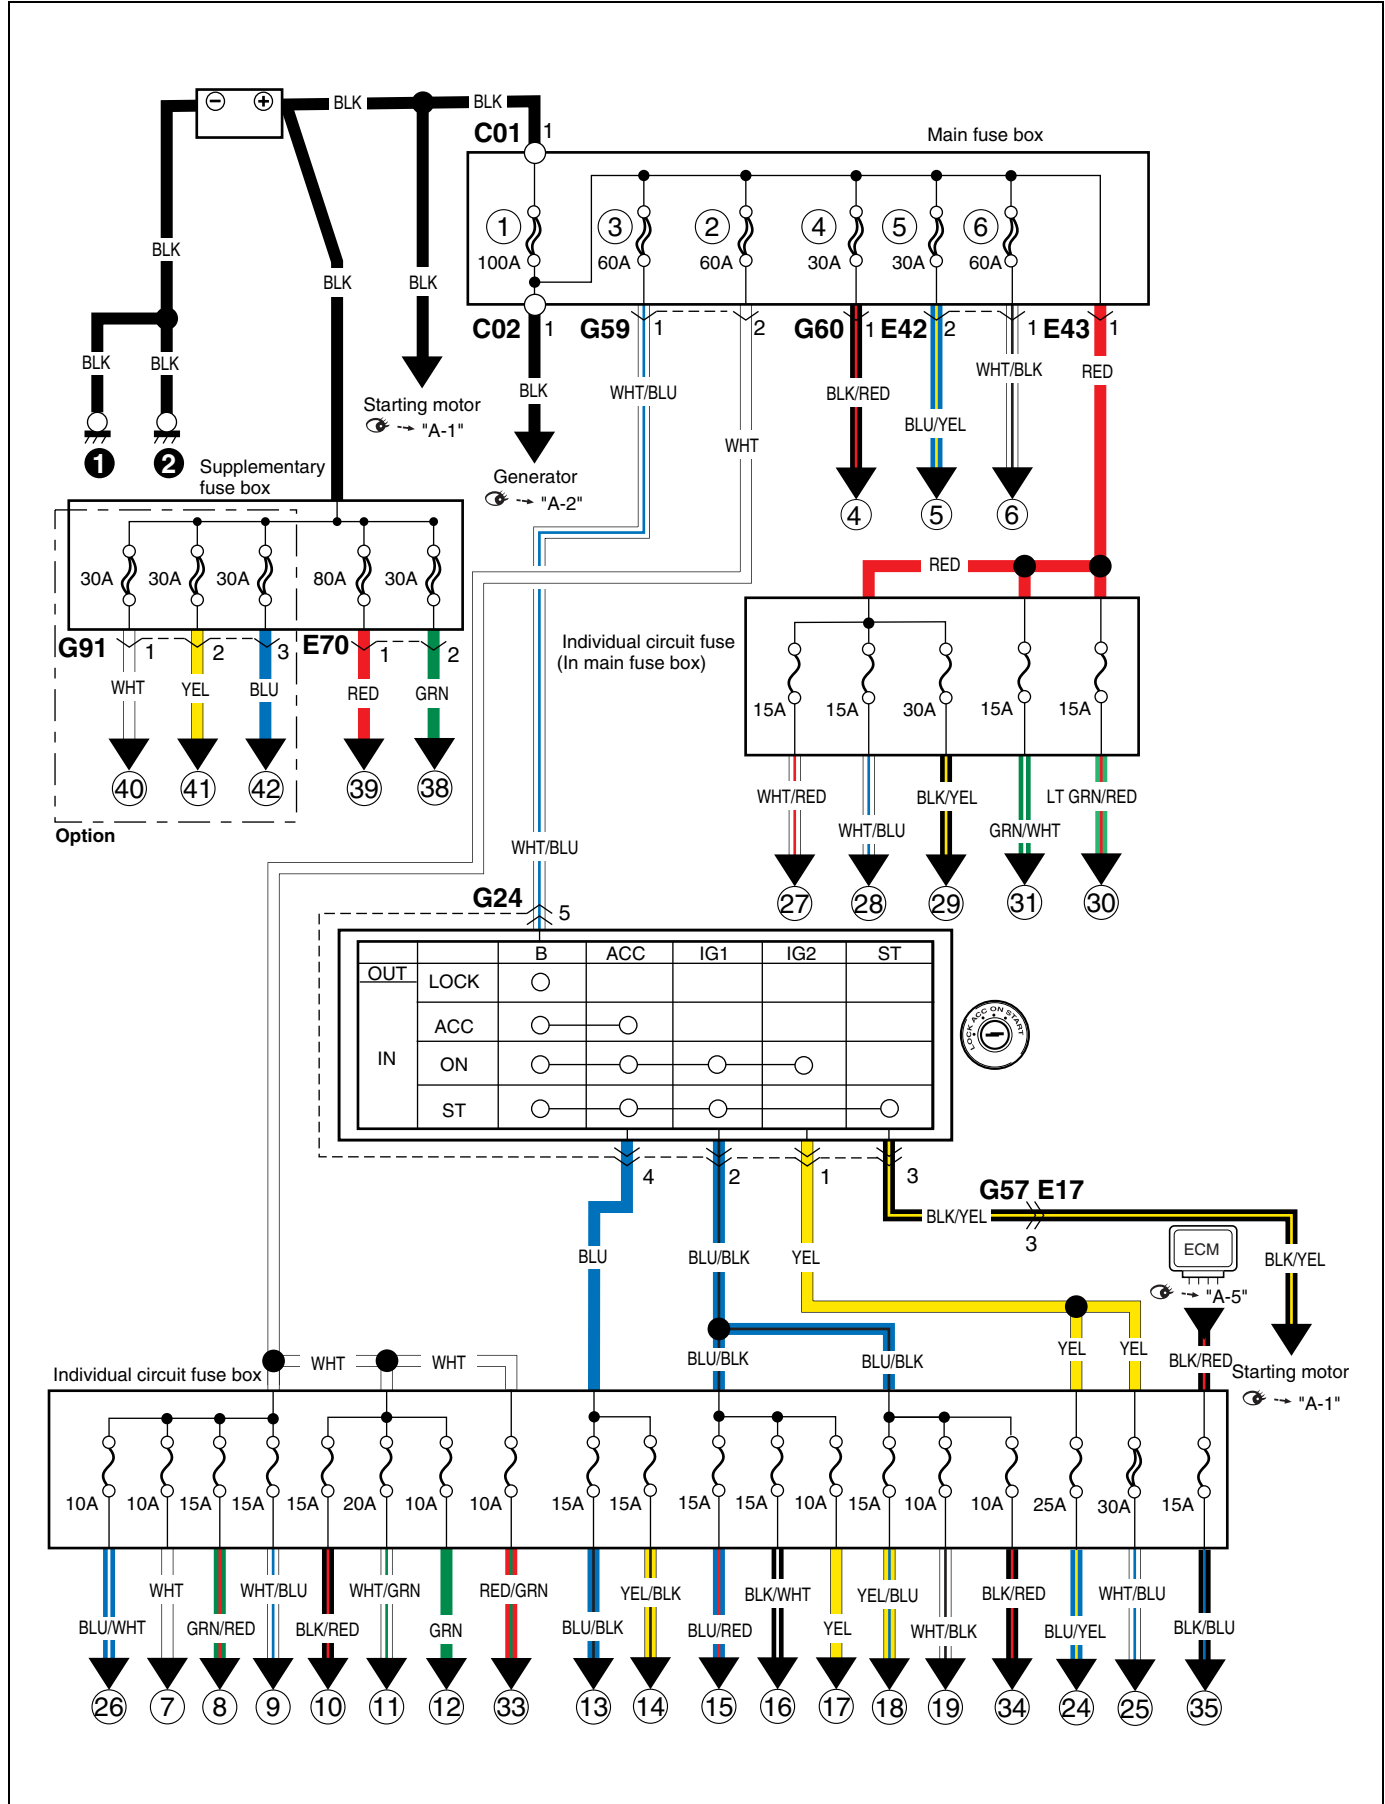 BLK BLK
C01 1
Main fuse box
− +
1 3 2 4 5 6
100A 60A 60A 30A 30A 60A
BLK
BLK BLK
C02 1 G59 1 2 G60 1 E42 2 1 E43 1
BLK BLK
BLK WHT/BLU BLK/RED WHT/BLK RED
Starting motor
"A-1"
BLU/YEL
WHT
1 2
Supplementary
fuse box
Generator
"A-2"
4 5 6
RED
30A 30A 30A 80A 30A
G91 1 2 3 E70 1 2
Individual circuit fuse
(In main fuse box)
WHT YEL BLU RED GRN
15A 15A 30A 15A 15A
40 41 42 39 38
WHT/RED BLK/YEL LT GRN/RED
Option
WHT/BLU GRN/WHT
WHT/BLU
27 28 29 31 30
G24 5
B ACC IG1 IG2 ST
OUT LOCK
ACC
IN ON
ST
LOCK ACC ON START
4 2 1 3
G57 E17
BLK/YEL
3
ECM
BLU BLU/BLK YEL BLK/YEL
"A-5"
YEL YEL
WHT WHT BLU/BLK BLU/BLK BLK/RED
Individual circuit fuse box
Starting motor
"A-1"
10A 10A 15A 15A 15A 20A 10A 10A 15A 15A 15A 15A 10A 15A 10A 10A 25A 30A 15A
WHT WHT/BLU WHT/GRN RED/GRN YEL/BLK BLK/WHT YEL/BLU BLK/RED WHT/BLU
BLU/WHT GRN/RED BLK/RED GRN BLU/BLK BLU/RED YEL WHT/BLK BLU/YEL BLK/BLU
26 7 8 9 10 11 12 33 13 14 15 16 17 18 19 34 24 25 35